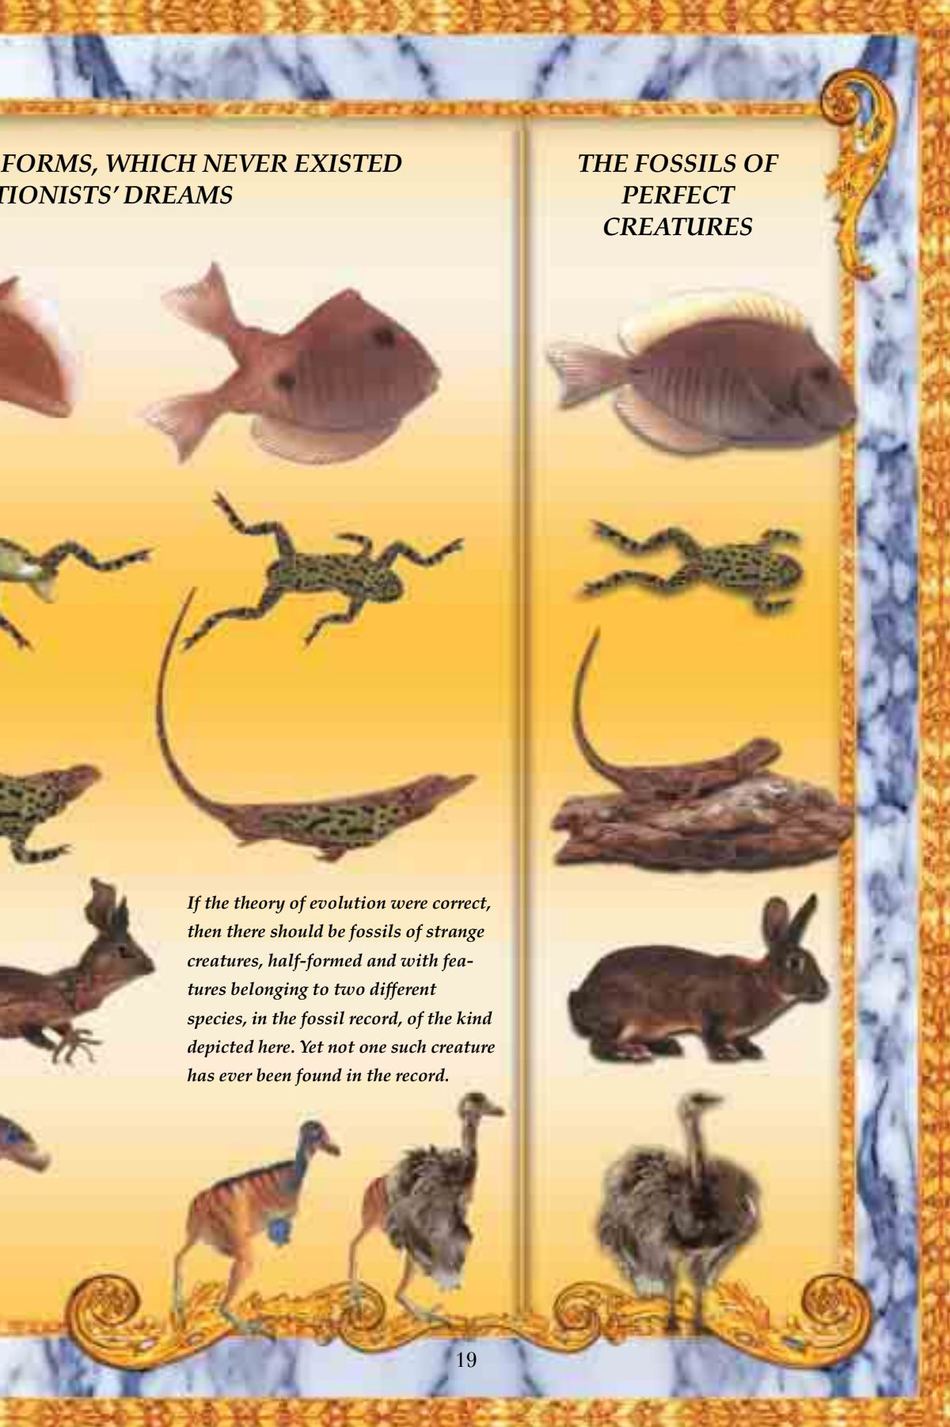 FORMS, WHICH NEVER EXISTED
TIONISTS' DREAMS
THE FOSSILS OF
PERFECT
CREATURES
If the theory of evolution were correct,
then there should be fossils of strange
creatures, half-formed and with fea-
tures belonging to two different
species, in the fossil record, of the kind
depicted here. Yet not one such creature
has ever been found in the record.
19